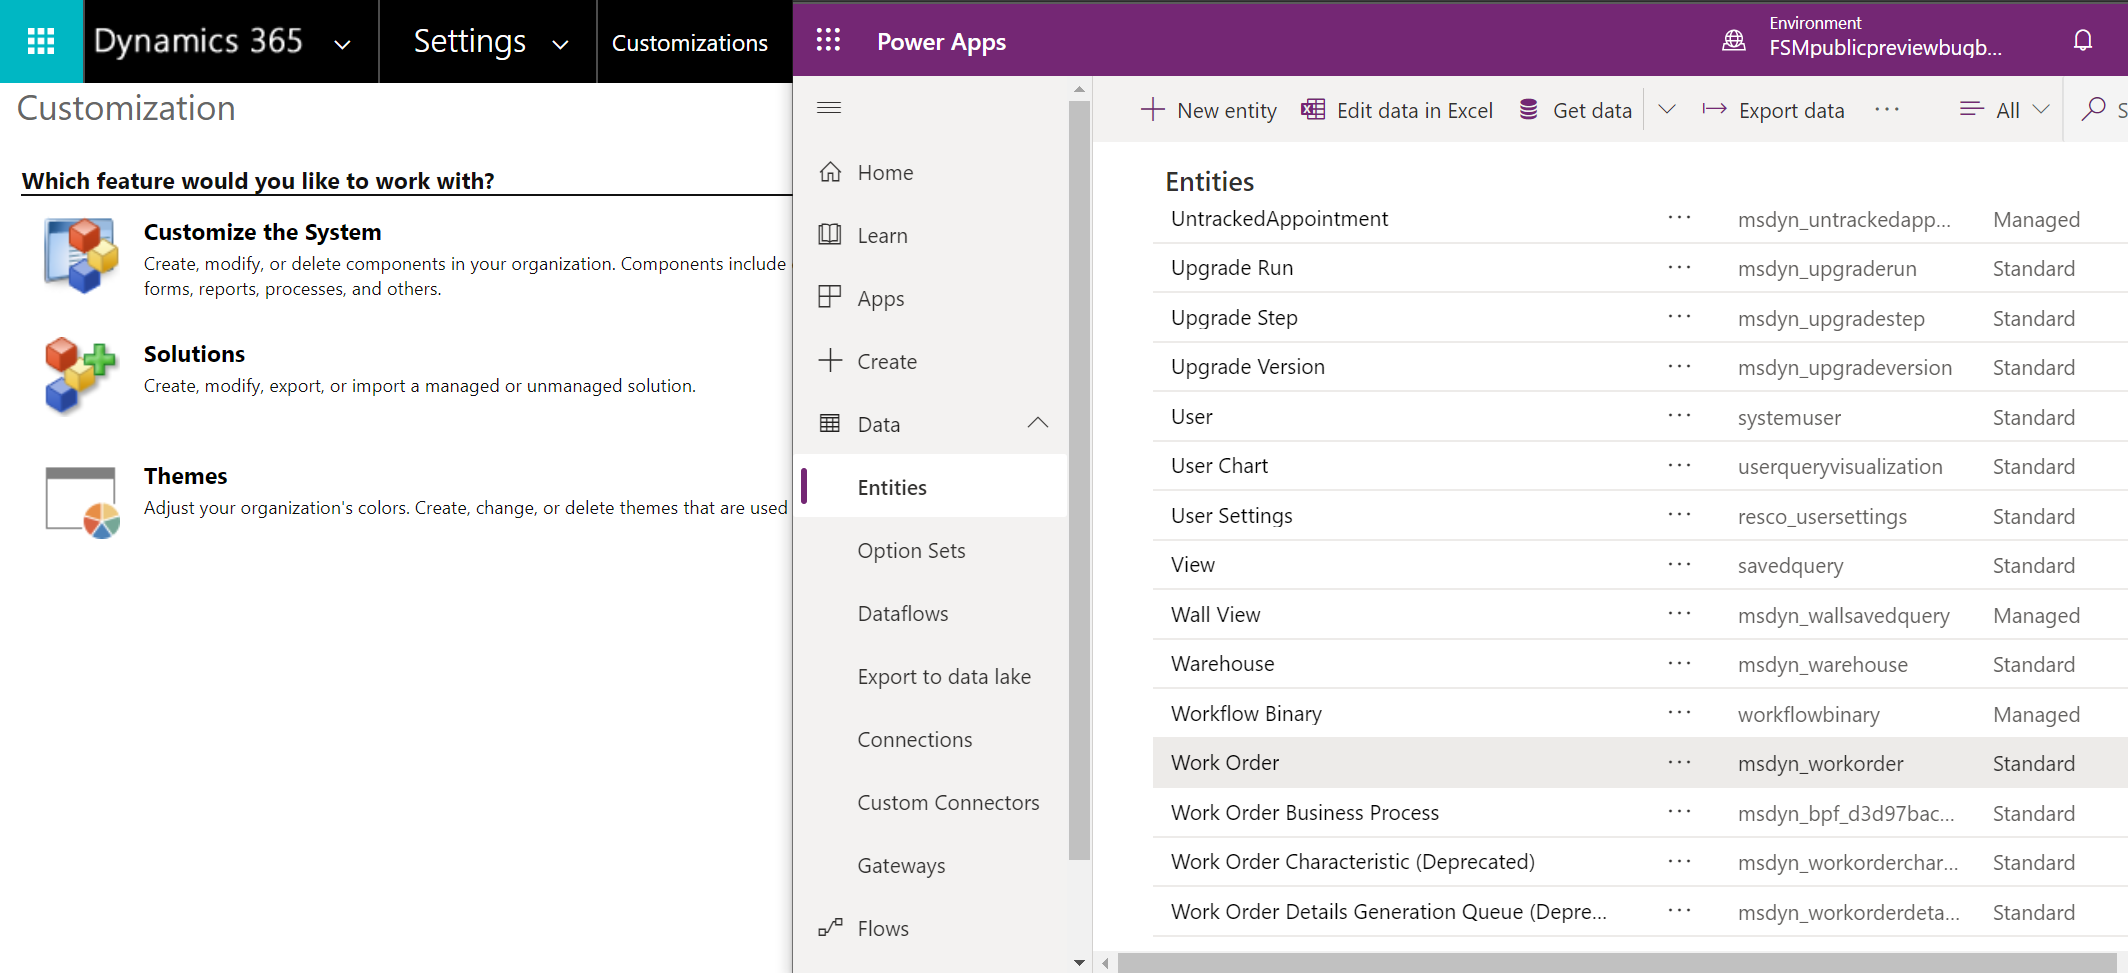 Dynamics 365
Settings
Customizations
Customization
Which feature would you like to work with?
Customize the System
Create, modify, or delete components in your organization. Components include
forms, reports, processes, and others.
Solutions
Create, modify, export, or import a managed or unmanaged solution.
Themes
Adjust your organization's colors. Create, change, or delete themes that are used
Power Apps
Environment
FSMpublicpreviewbugb...
Home
Learn
Apps
Create
Data
Entities
Option Sets
Dataflows
Export to data lake
Connections
Custom Connectors
Gateways
Flows
New entity Edit data in Excel Get data Export data ··· All S
Entities
UntrackedAppointment ··· msdyn_untrackedapp... Managed
Upgrade Run ··· msdyn_upgraderun Standard
Upgrade Step ··· msdyn_upgradestep Standard
Upgrade Version ··· msdyn_upgradeversion Standard
User ··· systemuser Standard
User Chart ··· userqueryvisualization Standard
User Settings ··· resco_usersettings Standard
View ··· savedquery Standard
Wall View ··· msdyn_wallsavedquery Managed
Warehouse ··· msdyn_warehouse Standard
Workflow Binary ··· workflowbinary Managed
Work Order ··· msdyn_workorder Standard
Work Order Business Process ··· msdyn_bpf_d3d97bac... Standard
Work Order Characteristic (Deprecated) ··· msdyn_workorderchar... Standard
Work Order Details Generation Queue (Depre... ··· msdyn_workorderdeta... Standard